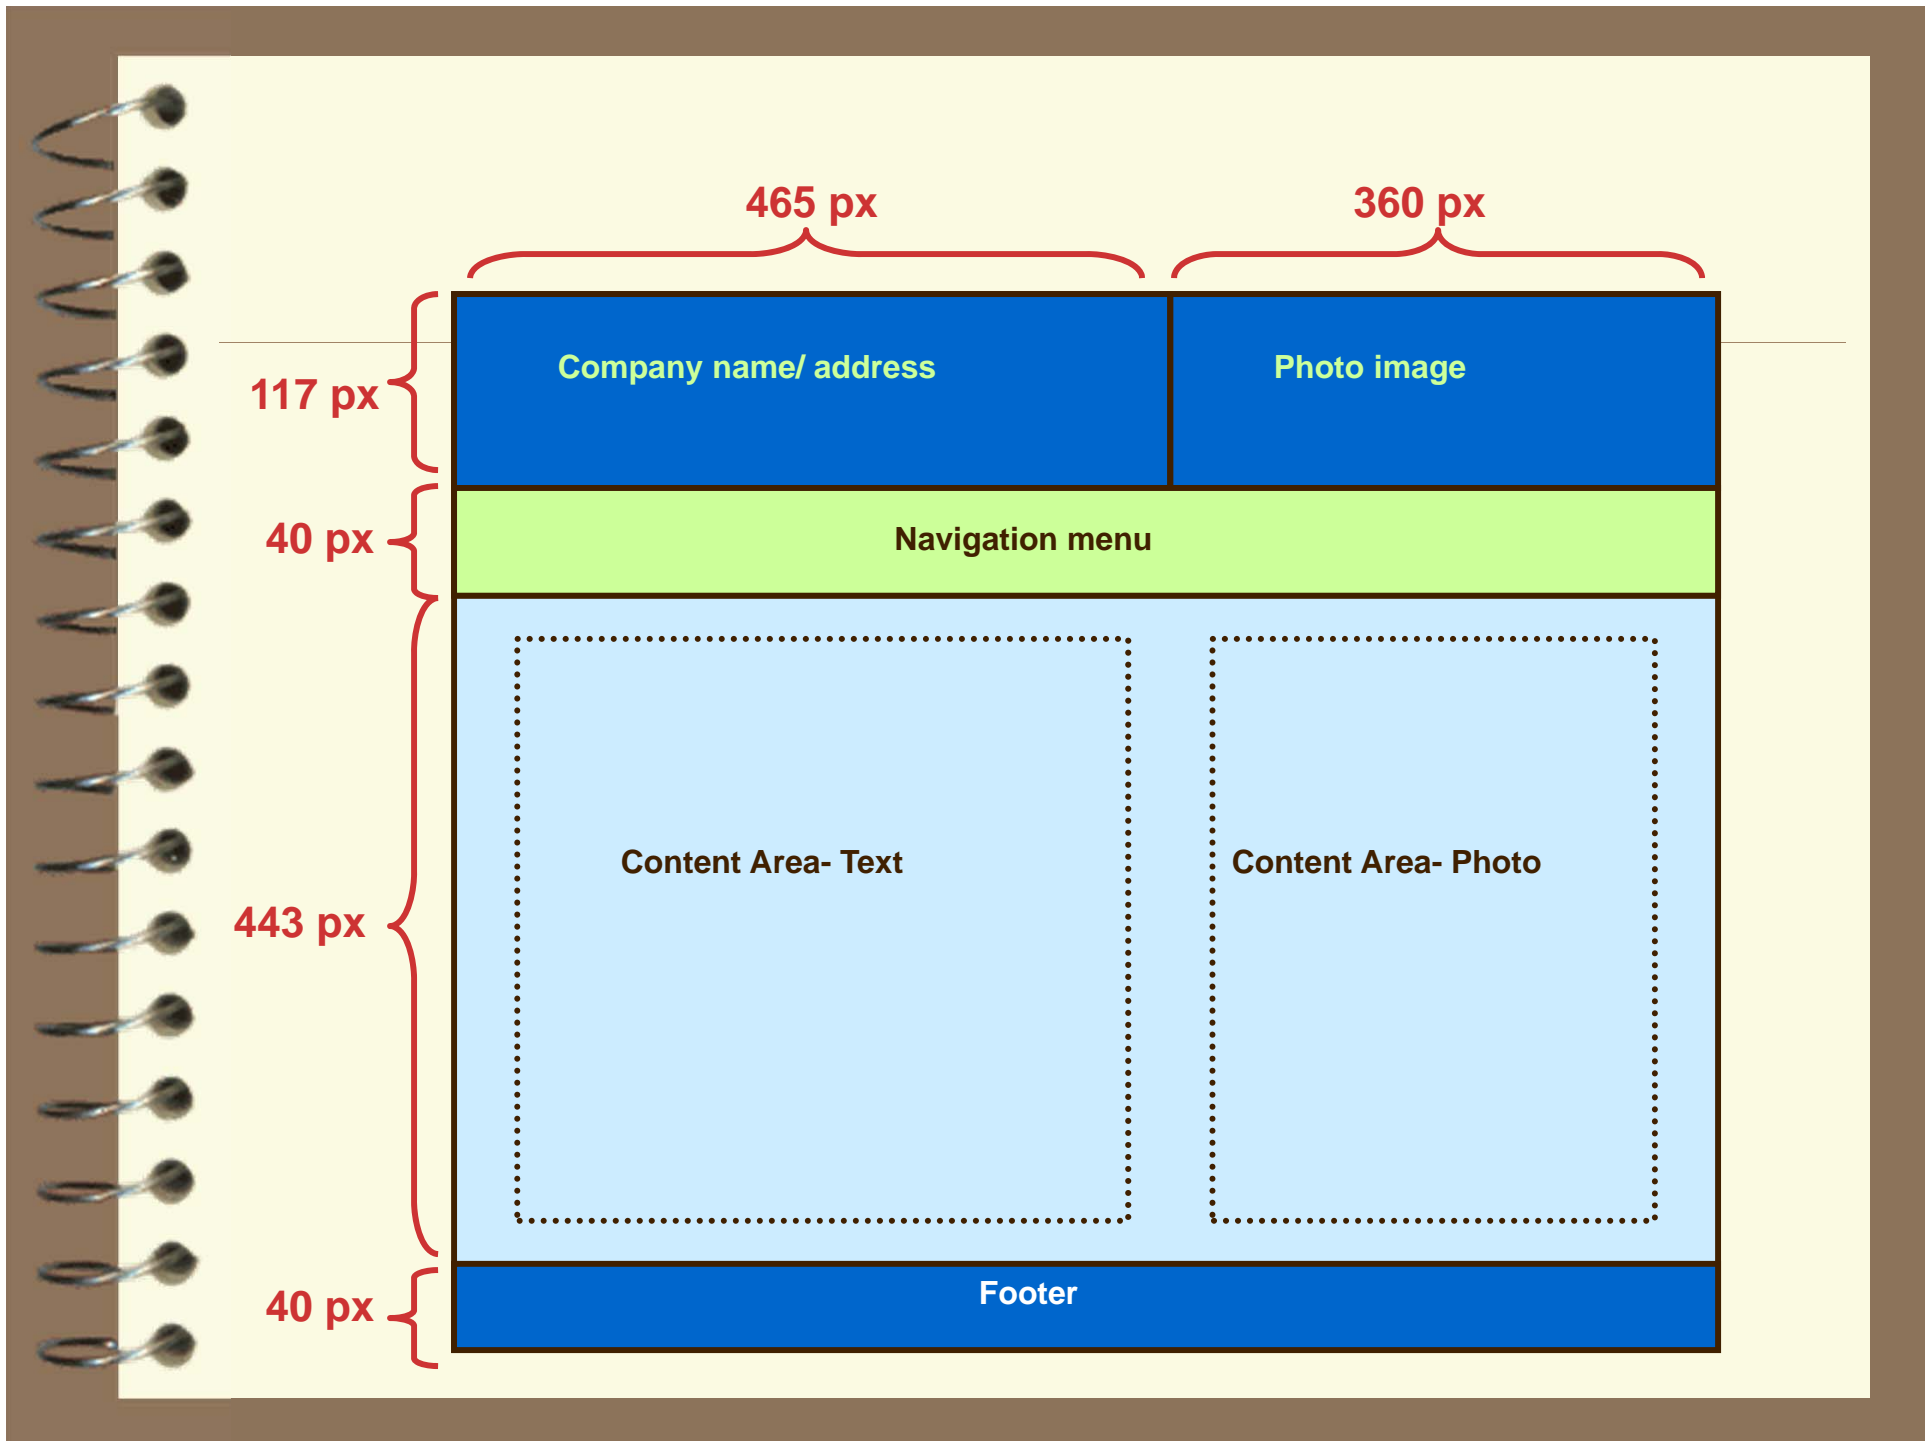 465 px
360 px
Company name/ address
Photo image
117 px
40 px
Navigation menu
Content Area- Text
Content Area- Photo
443 px
40 px
Footer